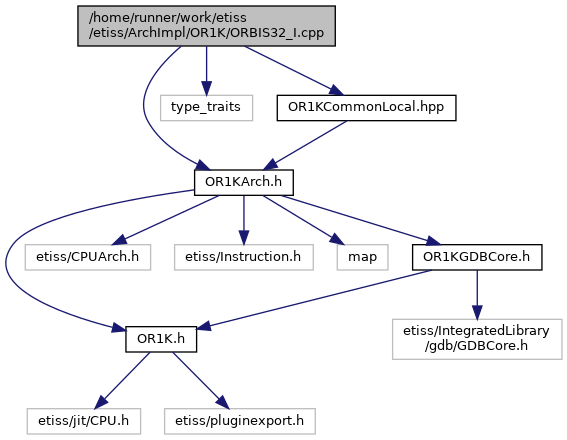 /home/runner/work/etiss
/etiss/ArchImpl/OR1K/ORBIS32_I.cpp
type_traits
OR1KCommonLocal.hpp
OR1KArch.h
etiss/CPUArch.h
etiss/Instruction.h
map
OR1KGDBCore.h
OR1K.h
etiss/IntegratedLibrary
/gdb/GDBCore.h
etiss/jit/CPU.h
etiss/pluginexport.h